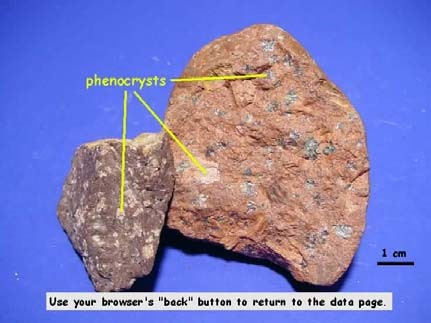 phenocrysts
1 cm
Use your browser's "back" button to return to the data page.